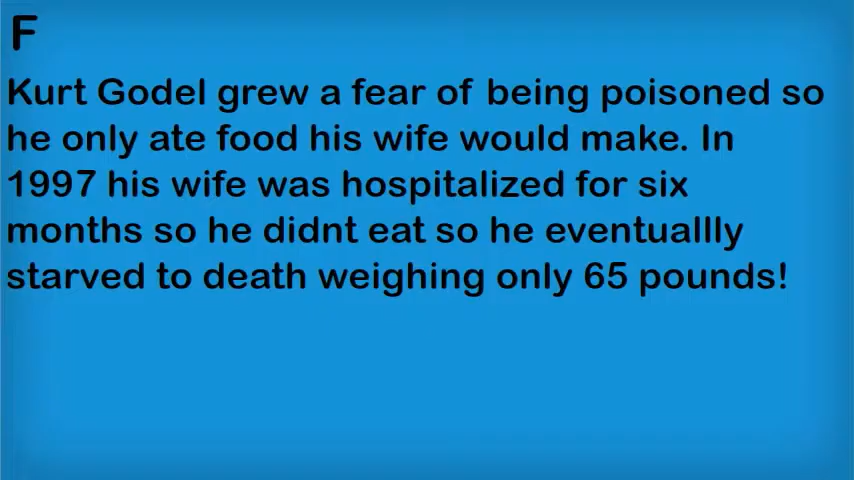 F
Kurt Godel grew a fear of being poisoned so
he only ate food his wife would make. In
1997 his wife was hospitalized for six
months so he didnt eat so he eventuallly
starved to death weighing only 65 pounds!